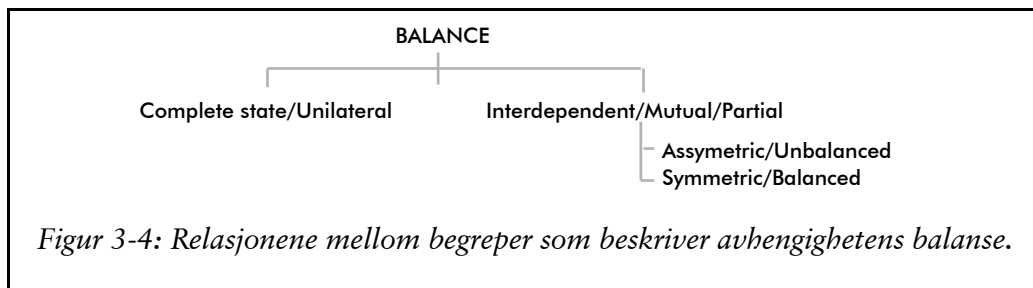 BALANCE
Complete state/Unilateral Interdependent/Mutual/Partial
Assymetric/Unbalanced
Symmetric/Balanced
Figur 3-4: Relasjonene mellom begreper som beskriver avhengighetens balanse.